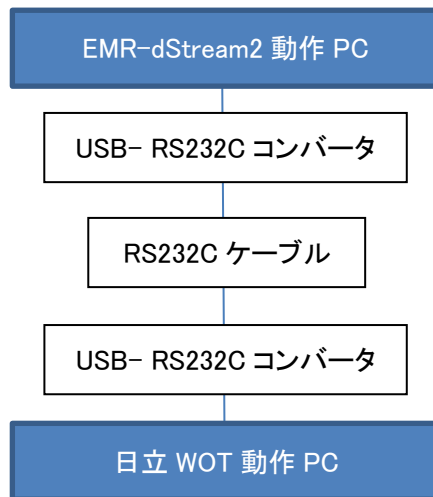 EMR-dStream2 動作 PC
USB- RS232C コンバータ
RS232C ケーブル
USB- RS232C コンバータ
日立 WOT 動作 PC